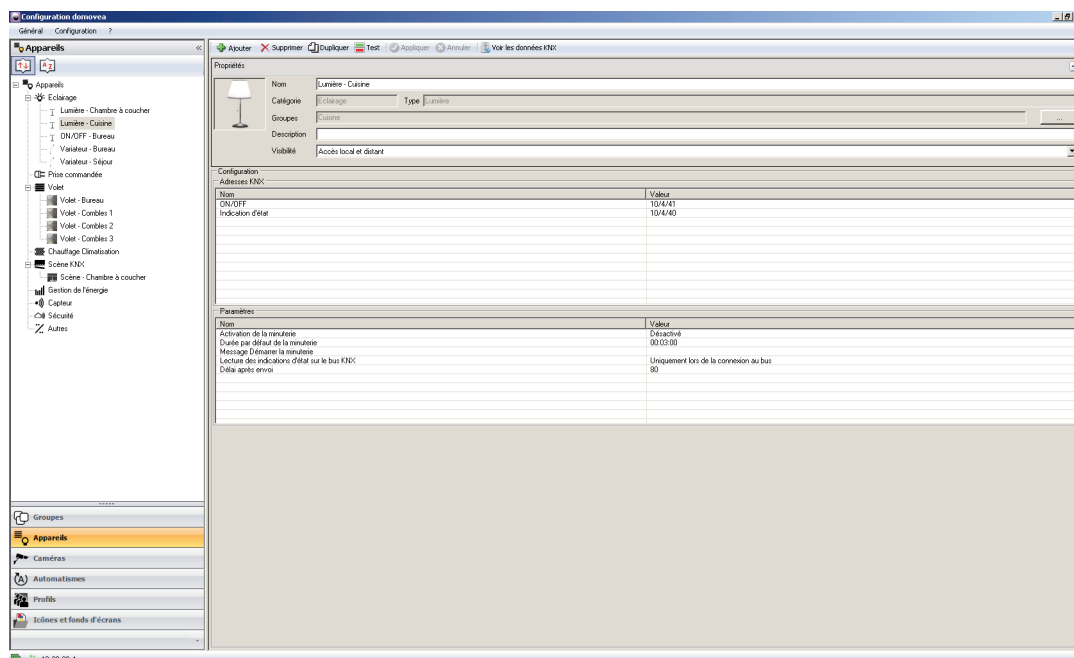 Configuration domovea
Général Configuration ?
Appareils «
Ajouter Supprimer Dupliquer Test Appliquer Annuler Voir les données KNX
Appareils
Eclairage
Lumière - Chambre à coucher
Lumière - Cuisine
ON/OFF - Bureau
Variateur - Bureau
Variateur - Séjour
Prise commandée
Volet
Volet - Bureau
Volet - Combles 1
Volet - Combles 2
Volet - Combles 3
Chauffage Climatisation
Scène KNX
Scène - Chambre à coucher
Gestion de l'énergie
Capteur
Sécurité
Autres
Groupes
Appareils
Caméras
Automatismes
Profils
Icônes et fonds d'écrans
Propriétés
Nom Lumière - Cuisine
Catégorie Eclairage Type Lumière
Groupes Cuisine ...
Description
Visibilité Accès local et distant
Configuration
Adresses KNX
Nom Valeur
ON/OFF 10/4/41
Indication d'état 10/4/40
Paramètres
Nom Valeur
Activation de la minuterie Désactivé
Durée par défaut de la minuterie 00:03:00
Message Démarrer la minuterie
Lecture des indications d'état sur le bus KNX Uniquement lors de la connexion au bus
Délai après envoi 80